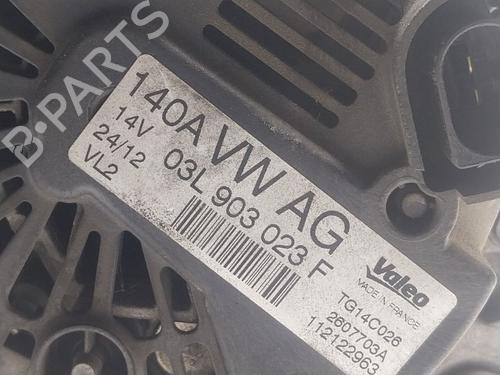 B-PARTS
140A VW AG
14V 03L 903 023 F
24/12
VL2
Valeo
MADE IN FRANCE
TG14C026
2607703A
112122963